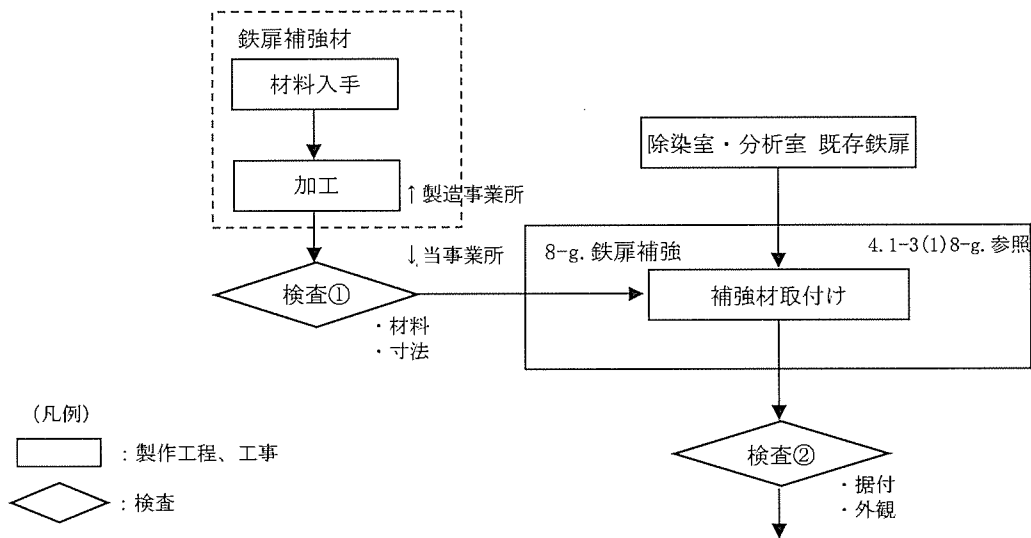 鉄扉補強材
材料入手
加工
↑製造事業所
↓当事業所
検査①
・材料
・寸法
除染室・分析室 既存鉄扉
8-g.鉄扉補強
4.1-3(1)8-g.参照
補強材取付け
検査②
・据付
・外観
(凡例)
：製作工程、工事
：検査